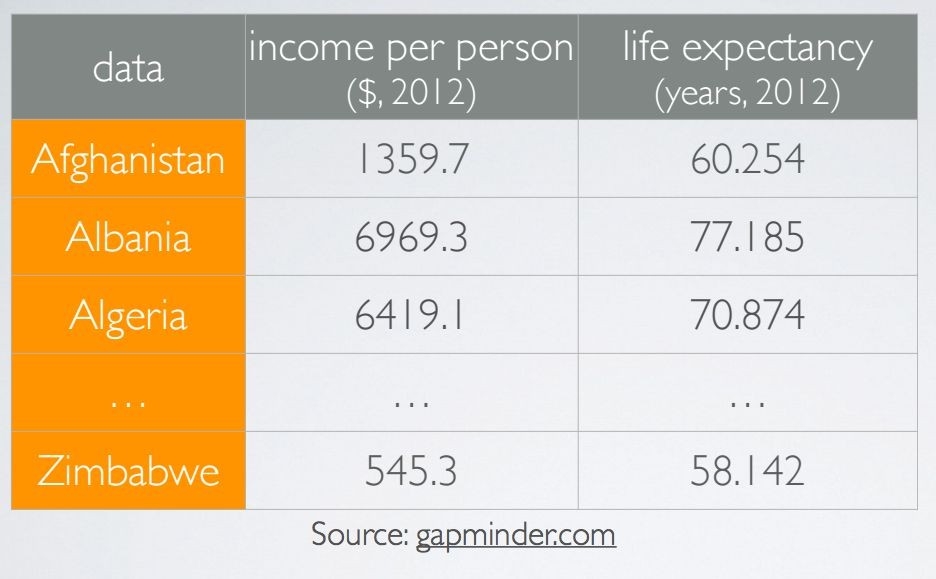 data income per person life expectancy
($, 2012) (years, 2012)
Afghanistan 1359.7 60.254
Albania 6969.3 77.185
Algeria 6419.1 70.874
... ... ...
Zimbabwe 545.3 58.142
Source: gapminder.com